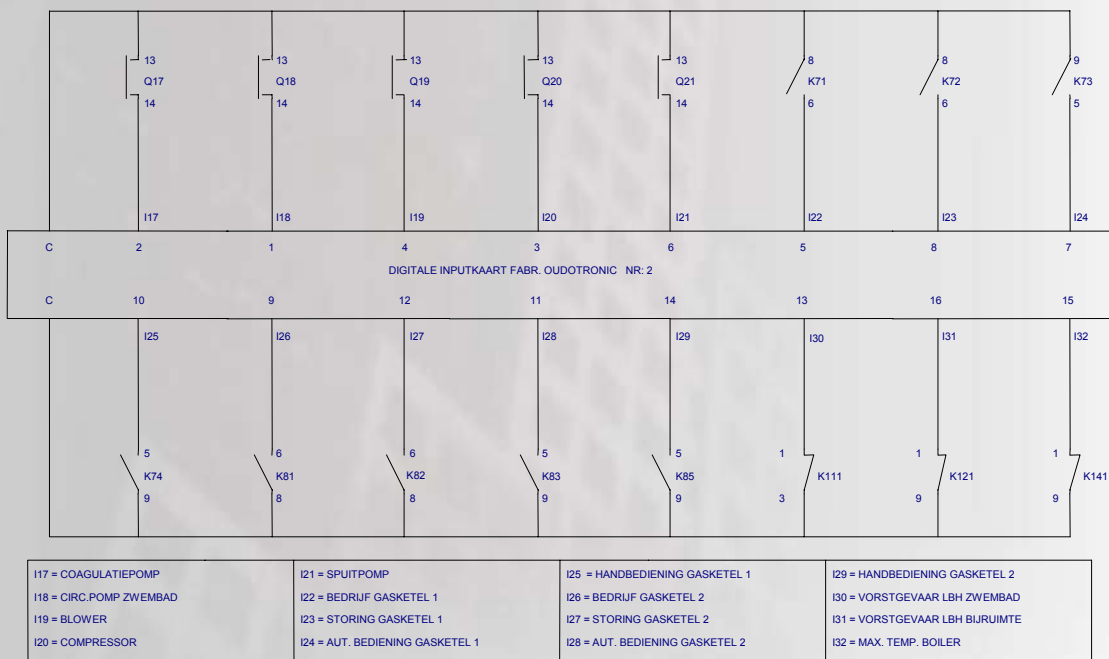 13 13 13 13 13 8 8 9
Q17 Q18 Q19 Q20 Q21 K71 K72 K73
14 14 14 14 14 6 6 5
I17 I18 I19 I20 I21 I22 I23 I24
C 2 1 4 3 6 5 8 7
DIGITALE INPUTKAART FABR. OUDOTRONIC NR: 2
C 10 9 12 11 14 13 16 15
I25 I26 I27 I28 I29 I30 I31 I32
5 6 6 5 5 1 1 1
K74 K81 K82 K83 K85 K111 K121 K141
9 8 8 9 9 3 9 9
I17 = COAGULATIEPOMP
I18 = CIRC.POMP ZWEMBAD
I19 = BLOWER
I20 = COMPRESSOR
I21 = SPUITPOMP
I22 = BEDRIJF GASKETEL 1
I23 = STORING GASKETEL 1
I24 = AUT. BEDIENING GASKETEL 1
I25 = HANDBEDIENING GASKETEL 1
I26 = BEDRIJF GASKETEL 2
I27 = STORING GASKETEL 2
I28 = AUT. BEDIENING GASKETEL 2
I29 = HANDBEDIENING GASKETEL 2
I30 = VORSTGEVAAR LBH ZWEMBAD
I31 = VORSTGEVAAR LBH BIJRUIMTE
I32 = MAX. TEMP. BOILER